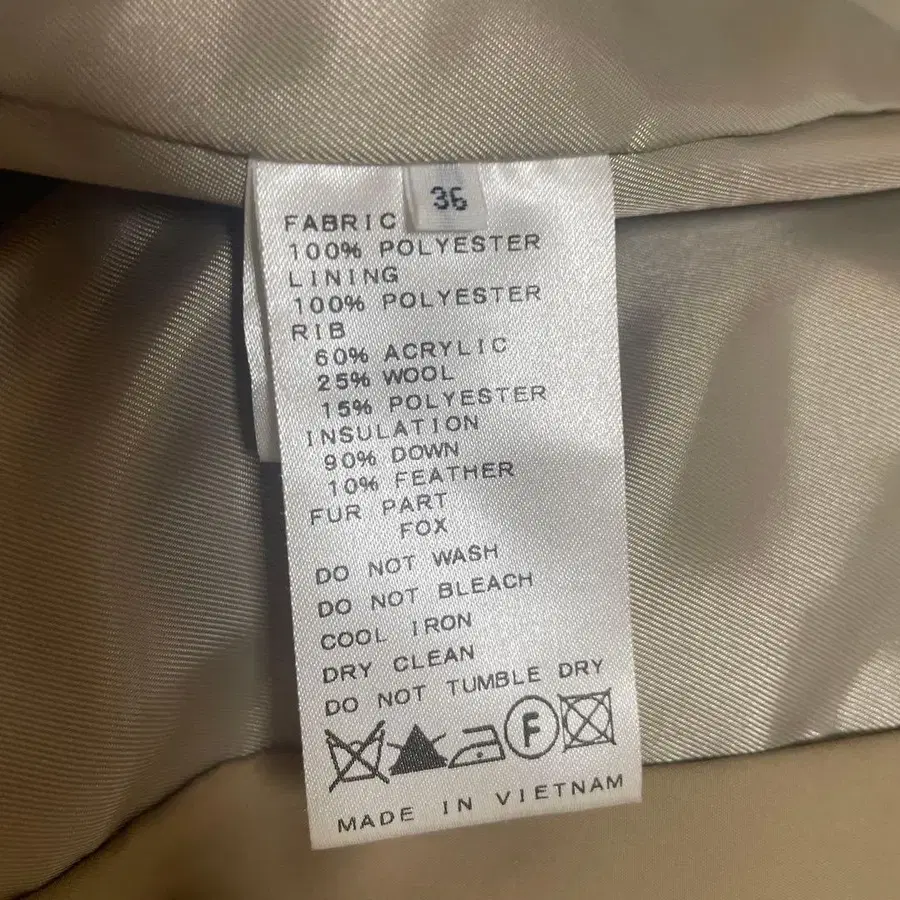 36
FABRIC
100% POLYESTER
LINING
100% POLYESTER
RIB
60% ACRYLIC
25% WOOL
15% POLYESTER
INSULATION
90% DOWN
10% FEATHER
FUR PART
FOX
DO NOT WASH
DO NOT BLEACH
COOL IRON
DRY CLEAN
DO NOT TUMBLE DRY
F
MADE IN VIETNAM